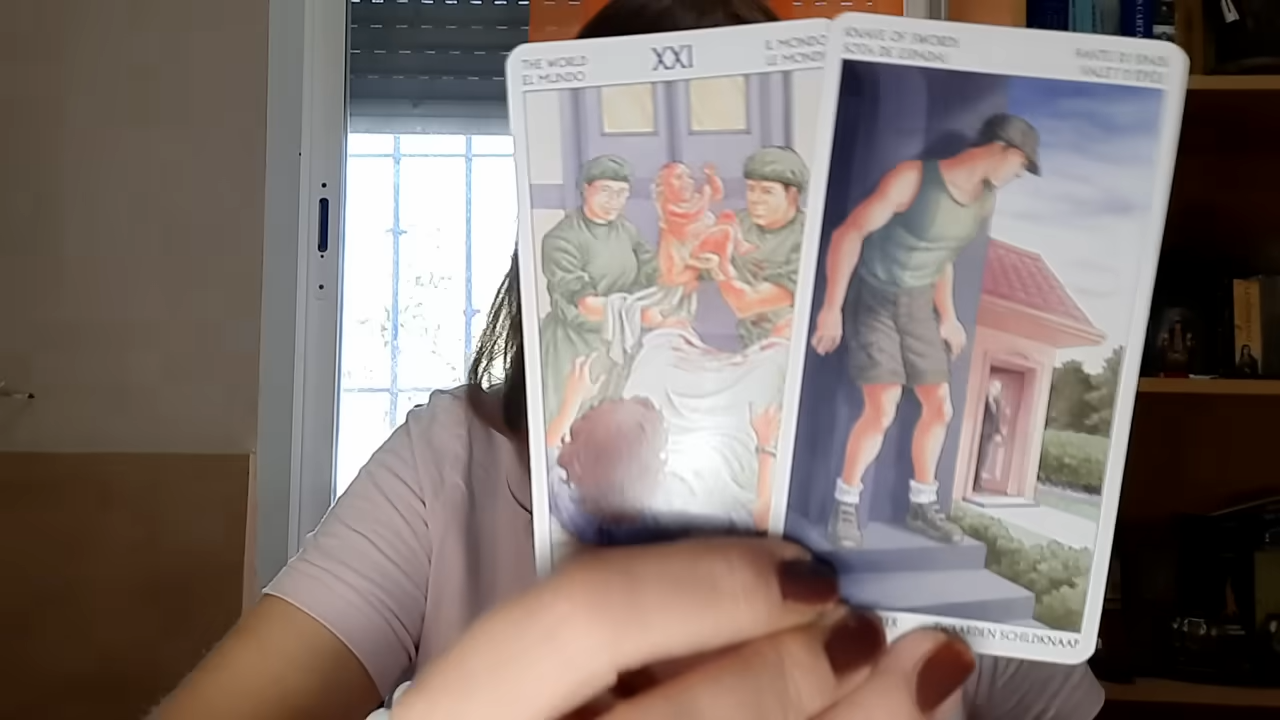 THE WORLD
EL MUNDO
XXI
IL MONDO
LE MONDE
KNAVE OF SWORDS
SOTA DE ESPADAS
FANTE DI SPADE
VALET D'EPEE
ZWAARDEN SCHILDKNAAP